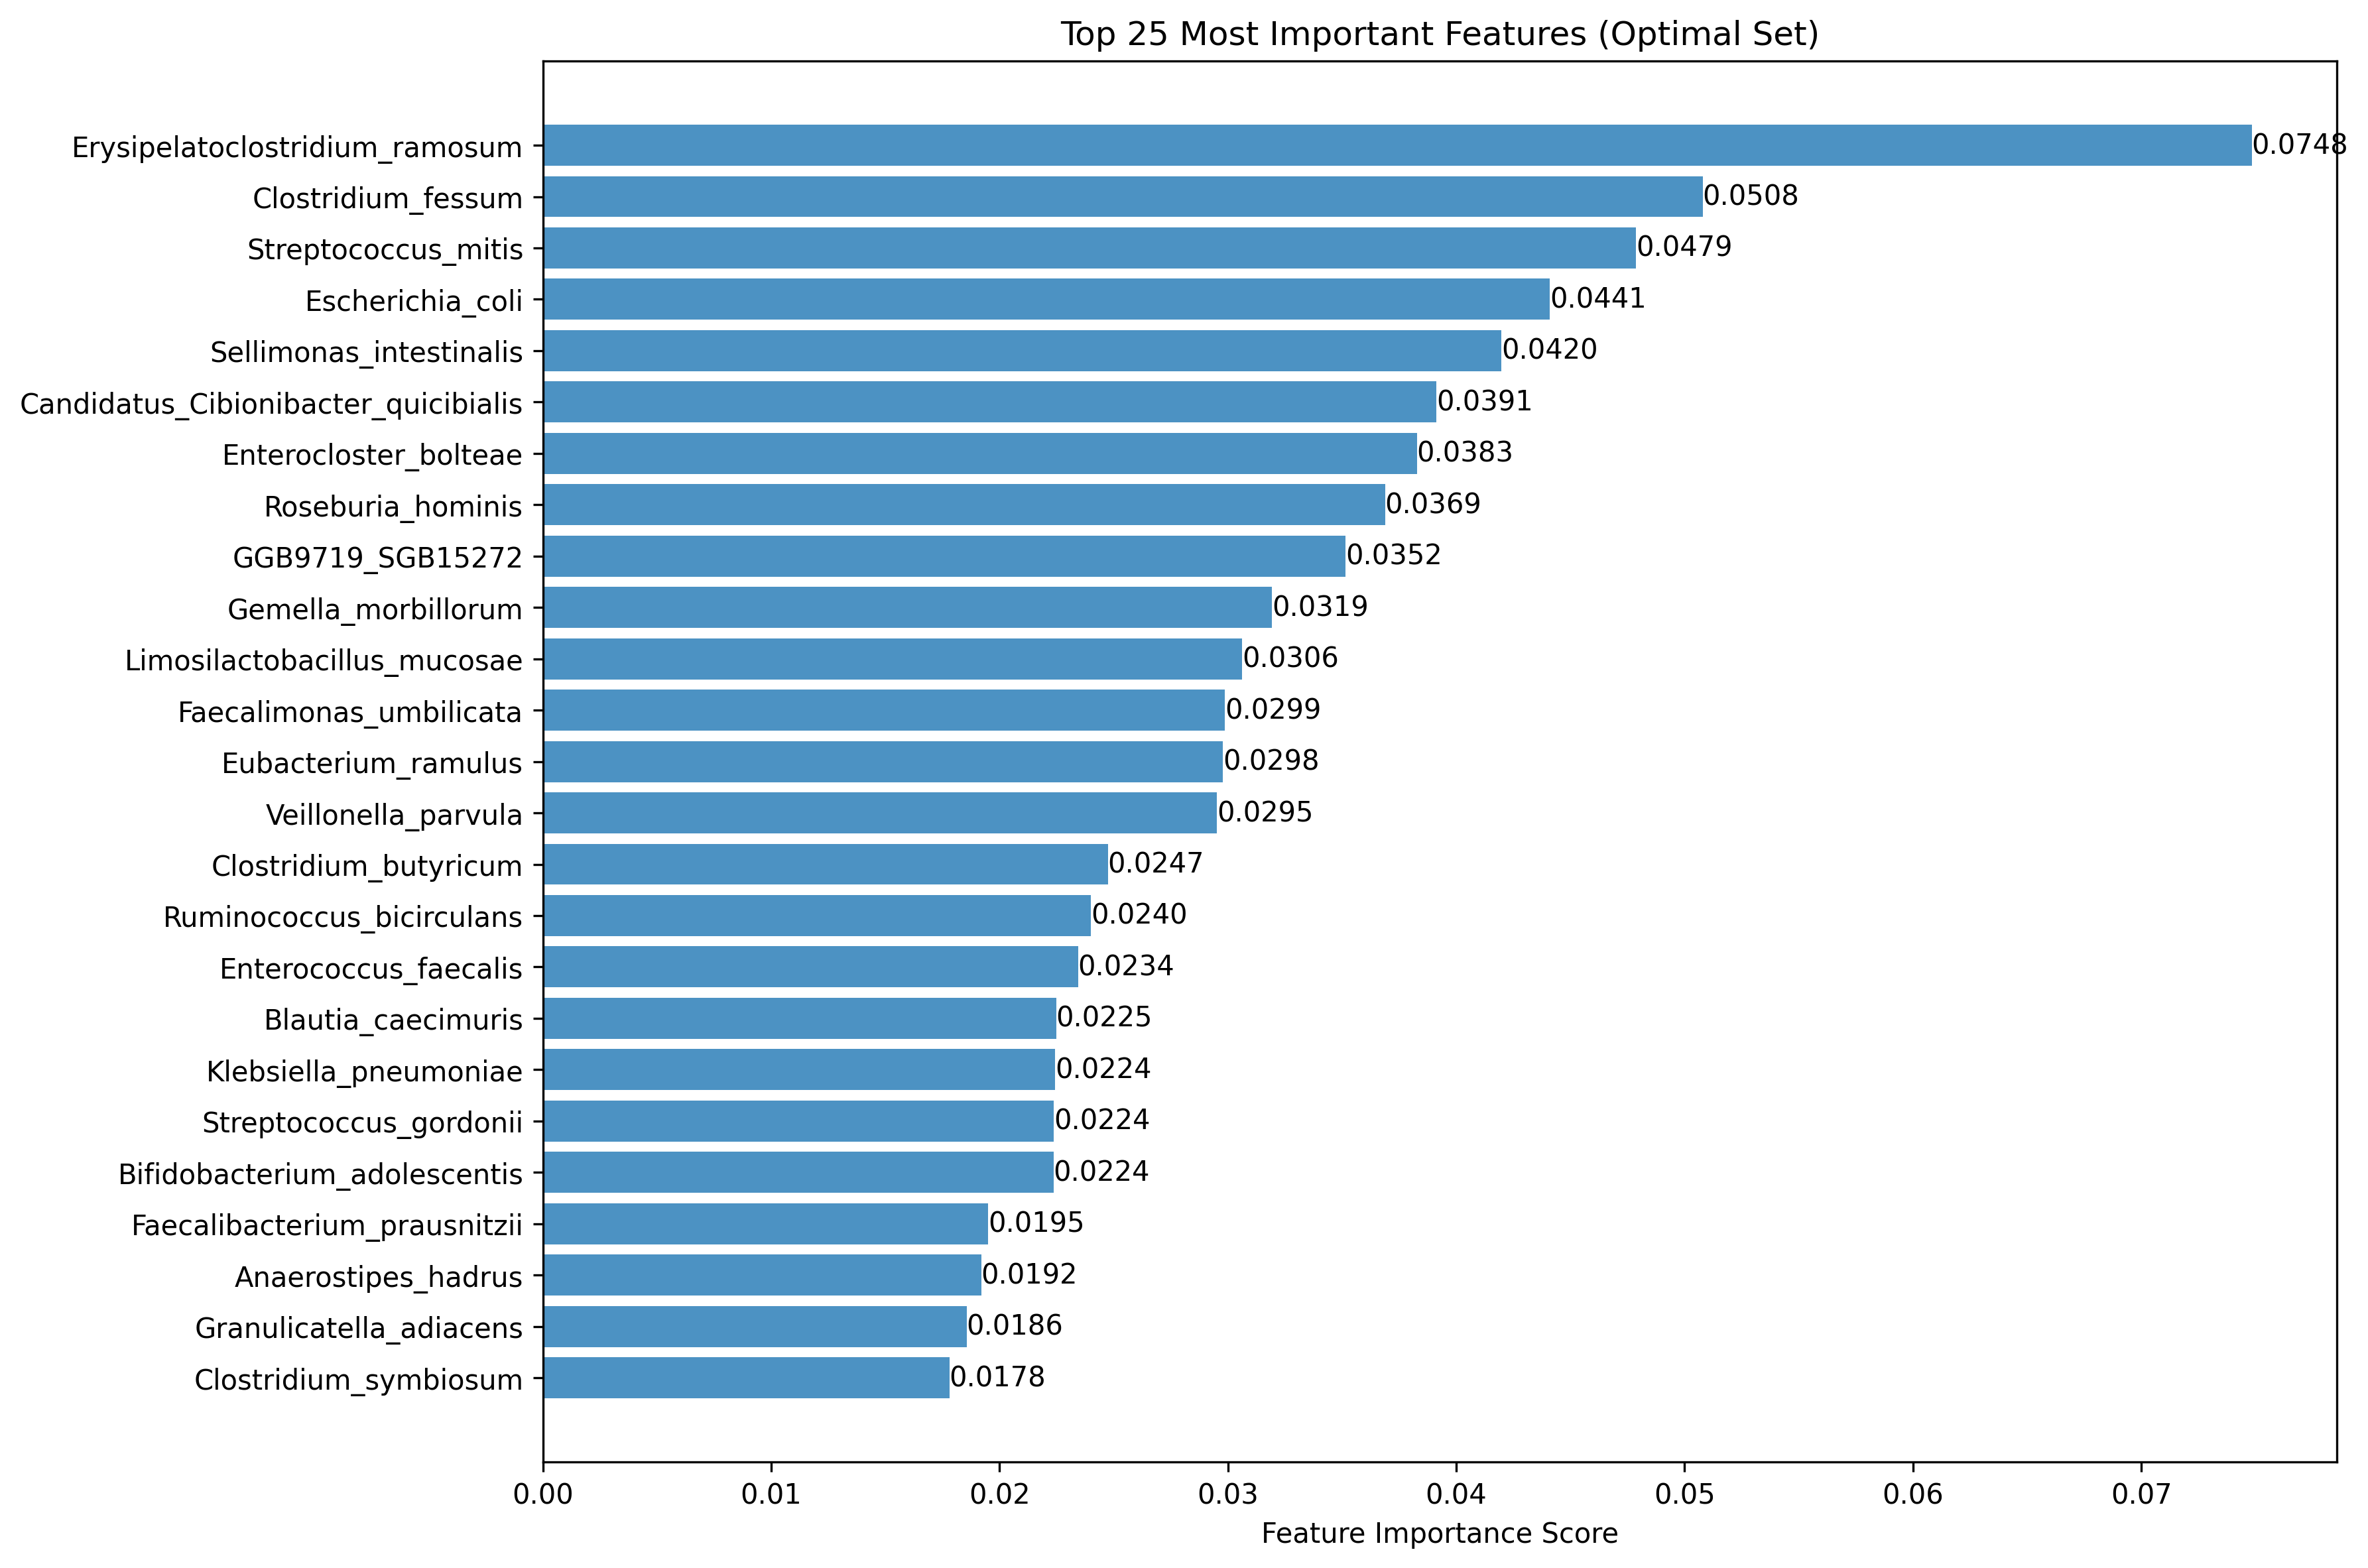 Top 25 Most Important Features (Optimal Set)
Erysipelatoclostridium_ramosum 0.0748
Clostridium_fessum 0.0508
Streptococcus_mitis 0.0479
Escherichia_coli 0.0441
Sellimonas_intestinalis 0.0420
Candidatus_Cibionibacter_quicibialis 0.0391
Enterocloster_bolteae 0.0383
Roseburia_hominis 0.0369
GGB9719_SGB15272 0.0352
Gemella_morbillorum 0.0319
Limosilactobacillus_mucosae 0.0306
Faecalimonas_umbilicata 0.0299
Eubacterium_ramulus 0.0298
Veillonella_parvula 0.0295
Clostridium_butyricum 0.0247
Ruminococcus_bicirculans 0.0240
Enterococcus_faecalis 0.0234
Blautia_caecimuris 0.0225
Klebsiella_pneumoniae 0.0224
Streptococcus_gordonii 0.0224
Bifidobacterium_adolescentis 0.0224
Faecalibacterium_prausnitzii 0.0195
Anaerostipes_hadrus 0.0192
Granulicatella_adiacens 0.0186
Clostridium_symbiosum 0.0178
0.00 0.01 0.02 0.03 0.04 0.05 0.06 0.07
Feature Importance Score